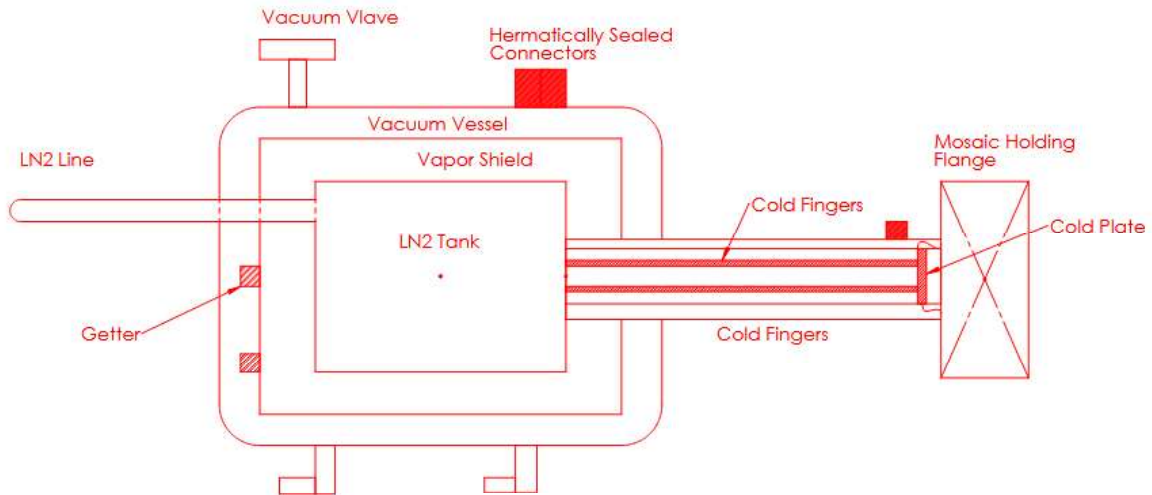 Vacuum Vlave
Hermatically Sealed
Connectors
Vacuum Vessel
Mosaic Holding
Flange
LN2 Line
Vapor Shield
Cold Fingers
Cold Plate
LN2 Tank
Getter
Cold Fingers